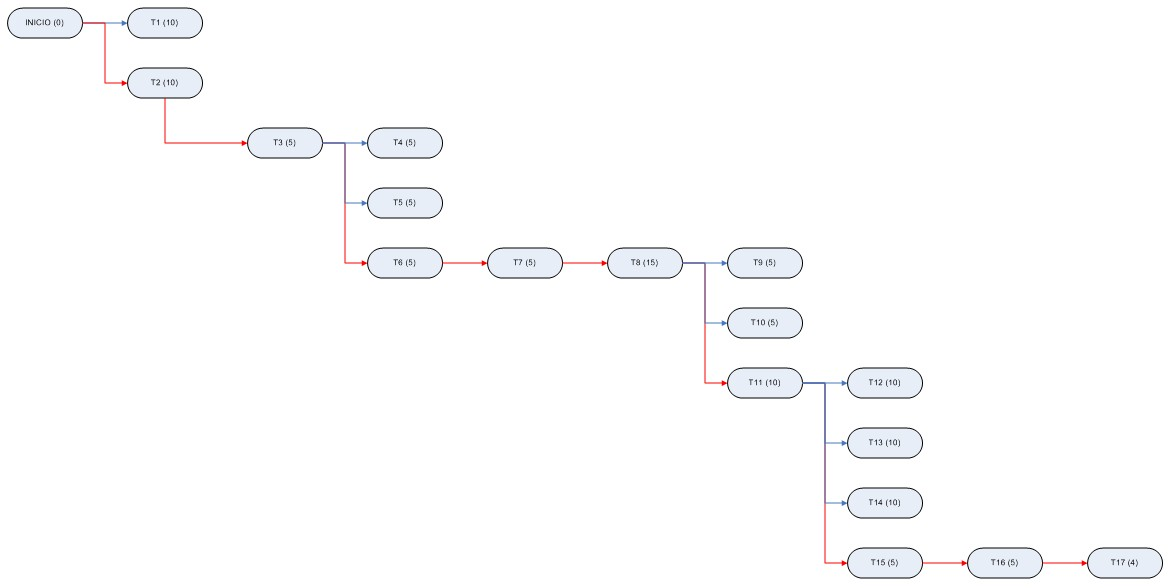 INICIO (0)
T1 (10)
T2 (10)
T3 (5)
T4 (5)
T5 (5)
T6 (5)
T7 (5)
T8 (15)
T9 (5)
T10 (5)
T11 (10)
T12 (10)
T13 (10)
T14 (10)
T15 (5)
T16 (5)
T17 (4)